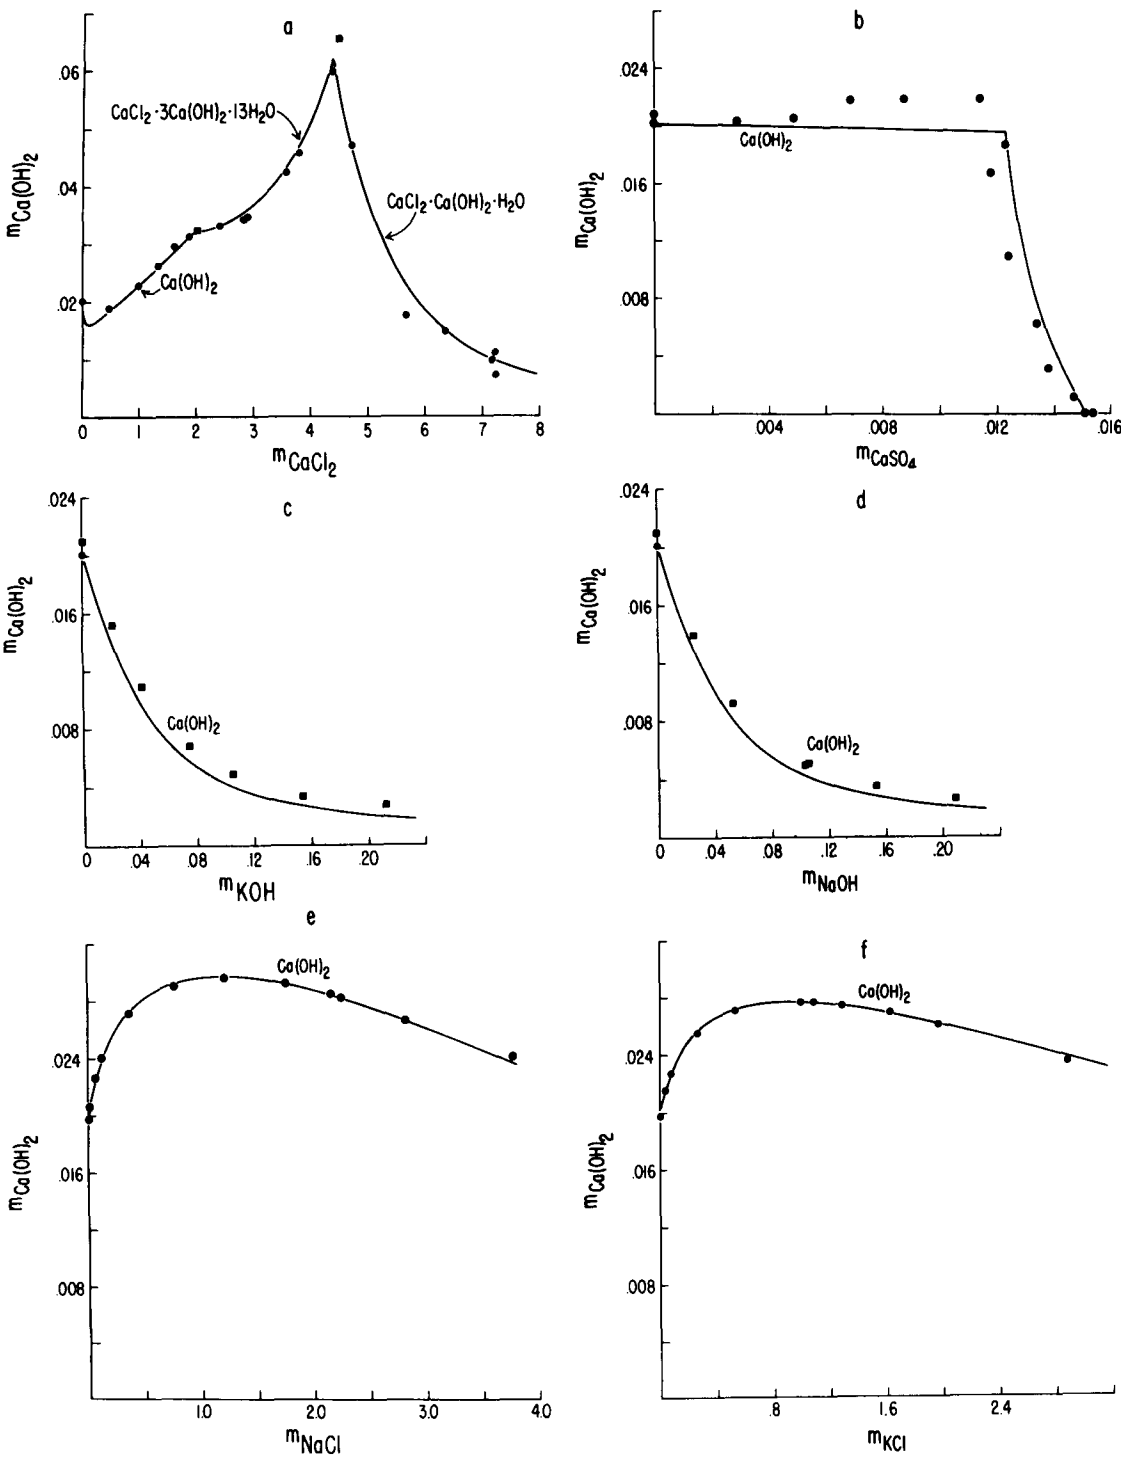 a
.06
.04
.02
mCa(OH)2
CaCl2·3Ca(OH)2·13H2O
CaCl2·Ca(OH)2·H2O
Ca(OH)2
0 1 2 3 4 5 6 7 8
mCaCl2
b
.024
.016
.008
mCa(OH)2
Ca(OH)2
.004 .008 .012 .016
mCaSO4
c
.024
.016
.008
mCa(OH)2
Ca(OH)2
0 .04 .08 .12 .16 .20
mKOH
d
.024
.016
.008
mCa(OH)2
Ca(OH)2
0 .04 .08 .12 .16 .20
mNaOH
e
Ca(OH)2
.024
.016
.008
mCa(OH)2
1.0 2.0 3.0 4.0
mNaCl
f
Ca(OH)2
.024
.016
.008
mCa(OH)2
.8 1.6 2.4
mKCl